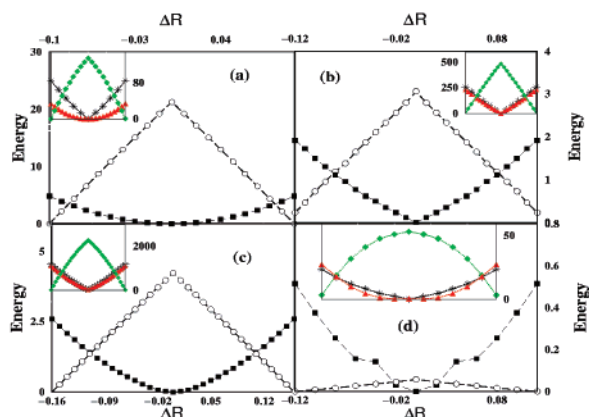 ΔR ΔR
−0.1 −0.03 0.04 −0.12 −0.02 0.08
30 (a) 80 0 (b) 500 250 0 4
20 3
Energy 2 Energy
10 1
0 0.8
5 (c) 2000 0 50 0 0.6
Energy 2.5 (d) 0.4 Energy
0.2
0 0
−0.16 −0.09 −0.02 0.05 0.12 −0.12 −0.02 0.08
ΔR ΔR